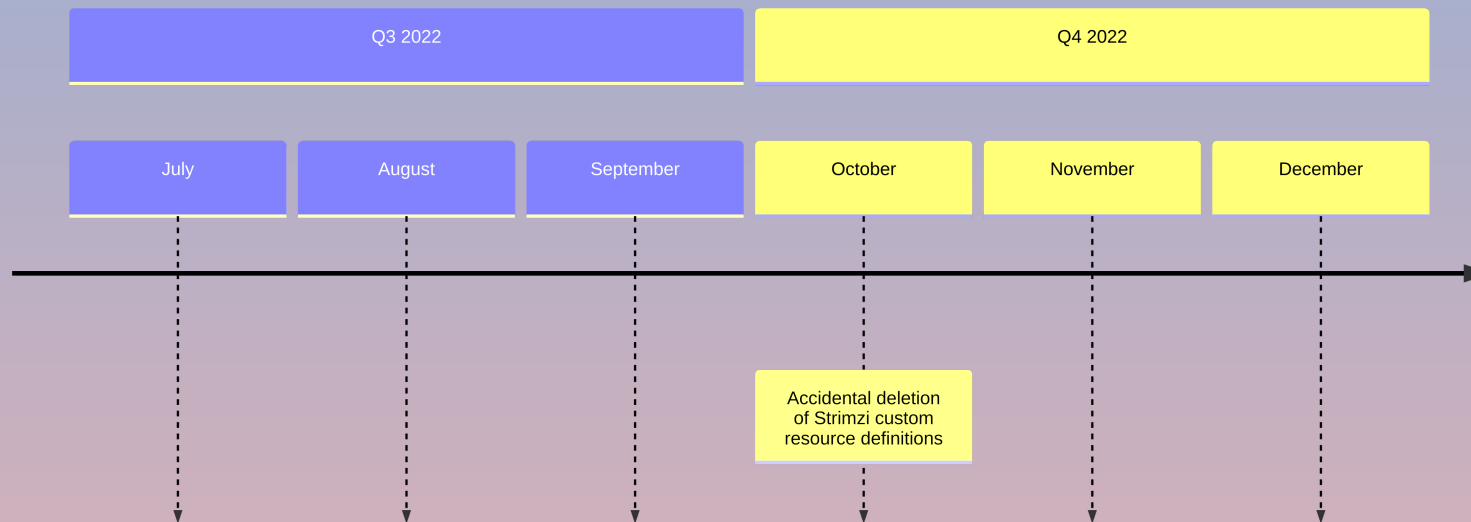 Q3 2022
Q4 2022
July
August
September
October
November
December
Accidental deletion
of Strimzi custom
resource definitions